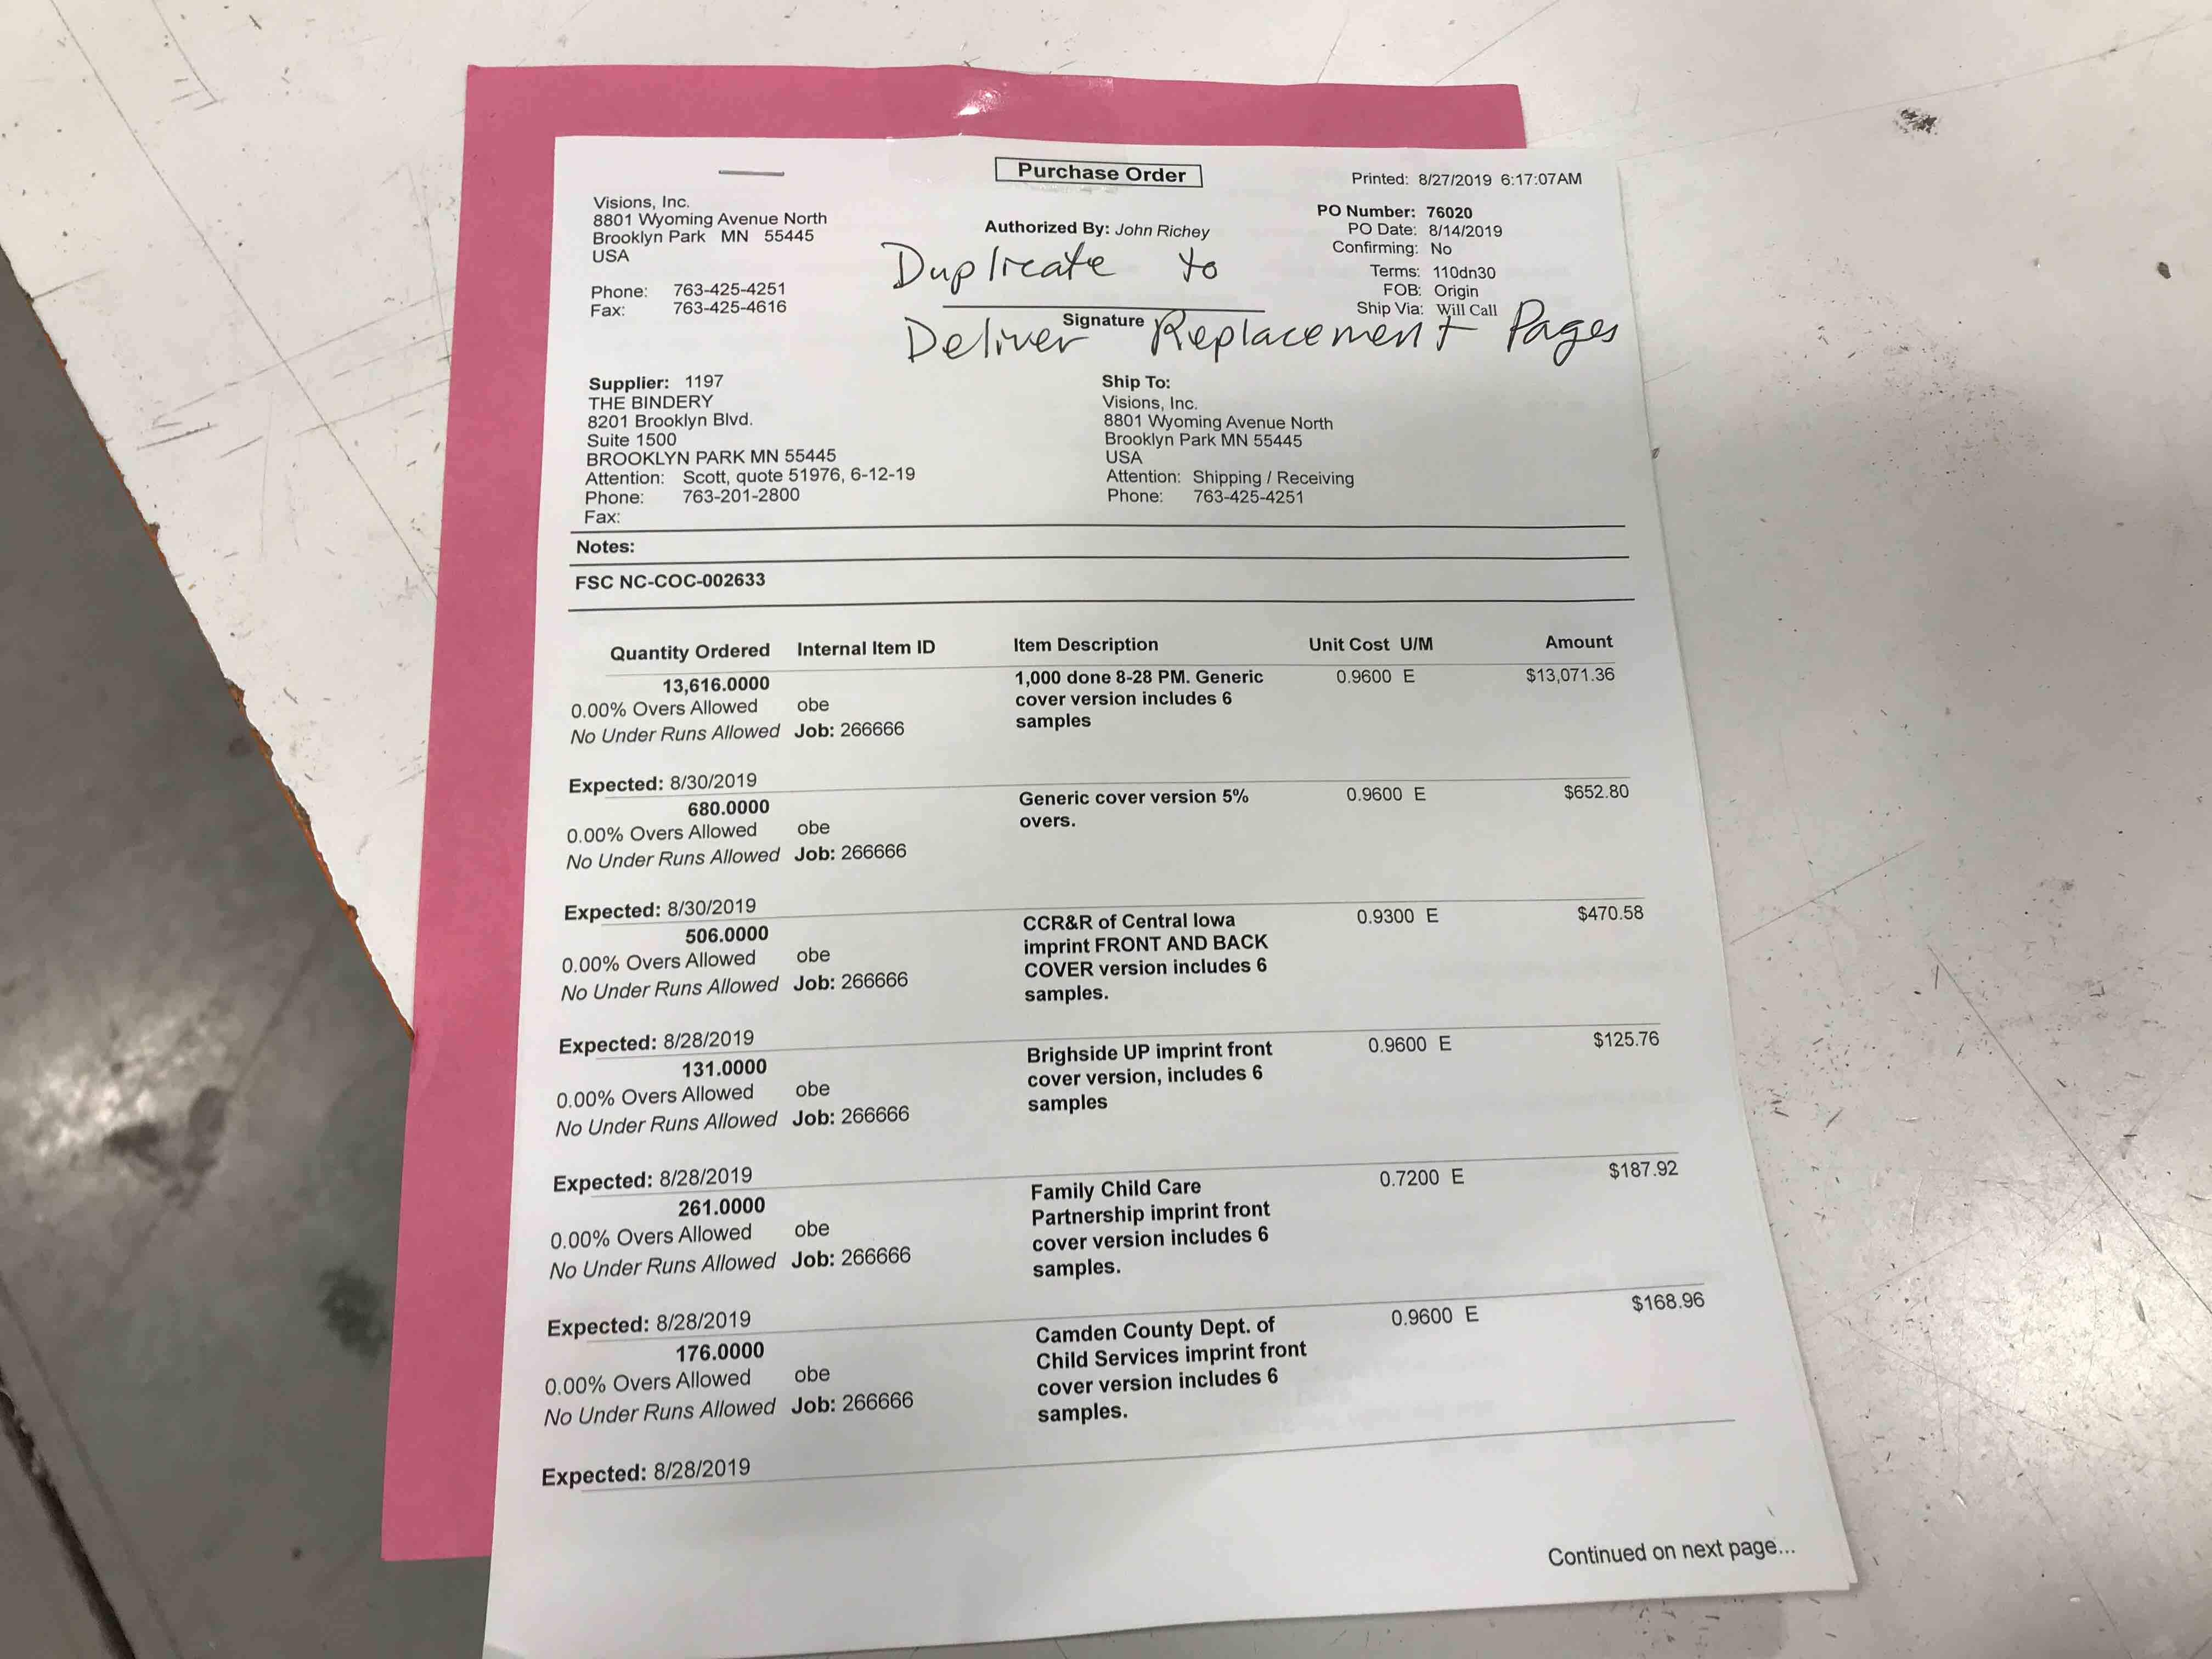 Purchase Order
Printed: 8/27/2019 6:17:07AM
Visions, Inc.
8801 Wyoming Avenue North
Brooklyn Park MN 55445
USA
Phone: 763-425-4251
Fax: 763-425-4616
Authorized By: John Richey
Duplicate to
Signature
Deliver Replacement Pages
PO Number: 76020
PO Date: 8/14/2019
Confirming: No
Terms: 110dn30
FOB: Origin
Ship Via: Will Call
Supplier: 1197
THE BINDERY
8201 Brooklyn Blvd.
Suite 1500
BROOKLYN PARK MN 55445
Attention: Scott, quote 51976, 6-12-19
Phone: 763-201-2800
Fax:
Ship To:
Visions, Inc.
8801 Wyoming Avenue North
Brooklyn Park MN 55445
USA
Attention: Shipping / Receiving
Phone: 763-425-4251
Notes:
FSC NC-COC-002633
Quantity Ordered Internal Item ID Item Description Unit Cost U/M Amount
13,616.0000 1,000 done 8-28 PM. Generic 0.9600 E $13,071.36
0.00% Overs Allowed obe cover version includes 6
No Under Runs Allowed Job: 266666 samples
Expected: 8/30/2019
680.0000 Generic cover version 5% 0.9600 E $652.80
0.00% Overs Allowed obe overs.
No Under Runs Allowed Job: 266666
Expected: 8/30/2019
506.0000 CCR&R of Central Iowa 0.9300 E $470.58
imprint FRONT AND BACK
0.00% Overs Allowed obe COVER version includes 6
No Under Runs Allowed Job: 266666 samples.
Expected: 8/28/2019
131.0000 Brighside UP imprint front 0.9600 E $125.76
0.00% Overs Allowed obe cover version, includes 6
No Under Runs Allowed Job: 266666 samples
Expected: 8/28/2019
261.0000 Family Child Care 0.7200 E $187.92
Partnership imprint front
0.00% Overs Allowed obe cover version includes 6
No Under Runs Allowed Job: 266666 samples.
Expected: 8/28/2019
176.0000 Camden County Dept. of 0.9600 E $168.96
Child Services imprint front
0.00% Overs Allowed obe cover version includes 6
No Under Runs Allowed Job: 266666 samples.
Expected: 8/28/2019
Continued on next page...